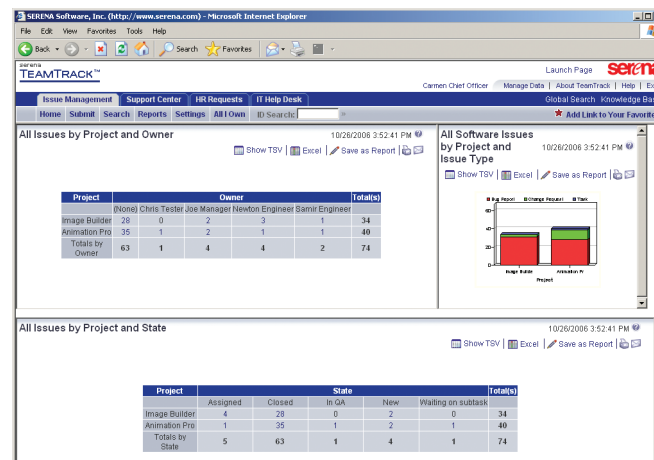 SERENA Software, Inc. (http://www.serena.com) - Microsoft Internet Explorer
File Edit View Favorites Tools Help
Back Search Favorites
serena
TEAMTRACK™
Launch Page serena
Carmen Chief Officer Manage Data | About TeamTrack | Help | Ex
Issue Management Support Center HR Requests IT Help Desk Global Search Knowledge Bas
Home Submit Search Reports Settings All I Own ID Search: Add Link to Your Favorite
All Issues by Project and Owner 10/26/2006 3:52:41 PM
Show TSV | Excel | Save as Report |
Project Owner Total(s)
(None) Chris Tester Joe Manager Newton Engineer Samir Engineer
Image Builder 28 0 2 3 1 34
Animation Pro 35 1 2 1 1 40
Totals by Owner 63 1 4 4 2 74
All Software Issues by Project and Issue Type 10/26/2006 3:52:41 PM
Show TSV | Excel | Save as Report |
Bug Report Change Request Task
60
40
20
0
Image Builde Animation Pr
Project
All Issues by Project and State 10/26/2006 3:52:41 PM
Show TSV | Excel | Save as Report |
Project State Total(s)
Assigned Closed In QA New Waiting on subtask
Image Builder 4 28 0 2 0 34
Animation Pro 1 35 1 2 1 40
Totals by State 5 63 1 4 1 74